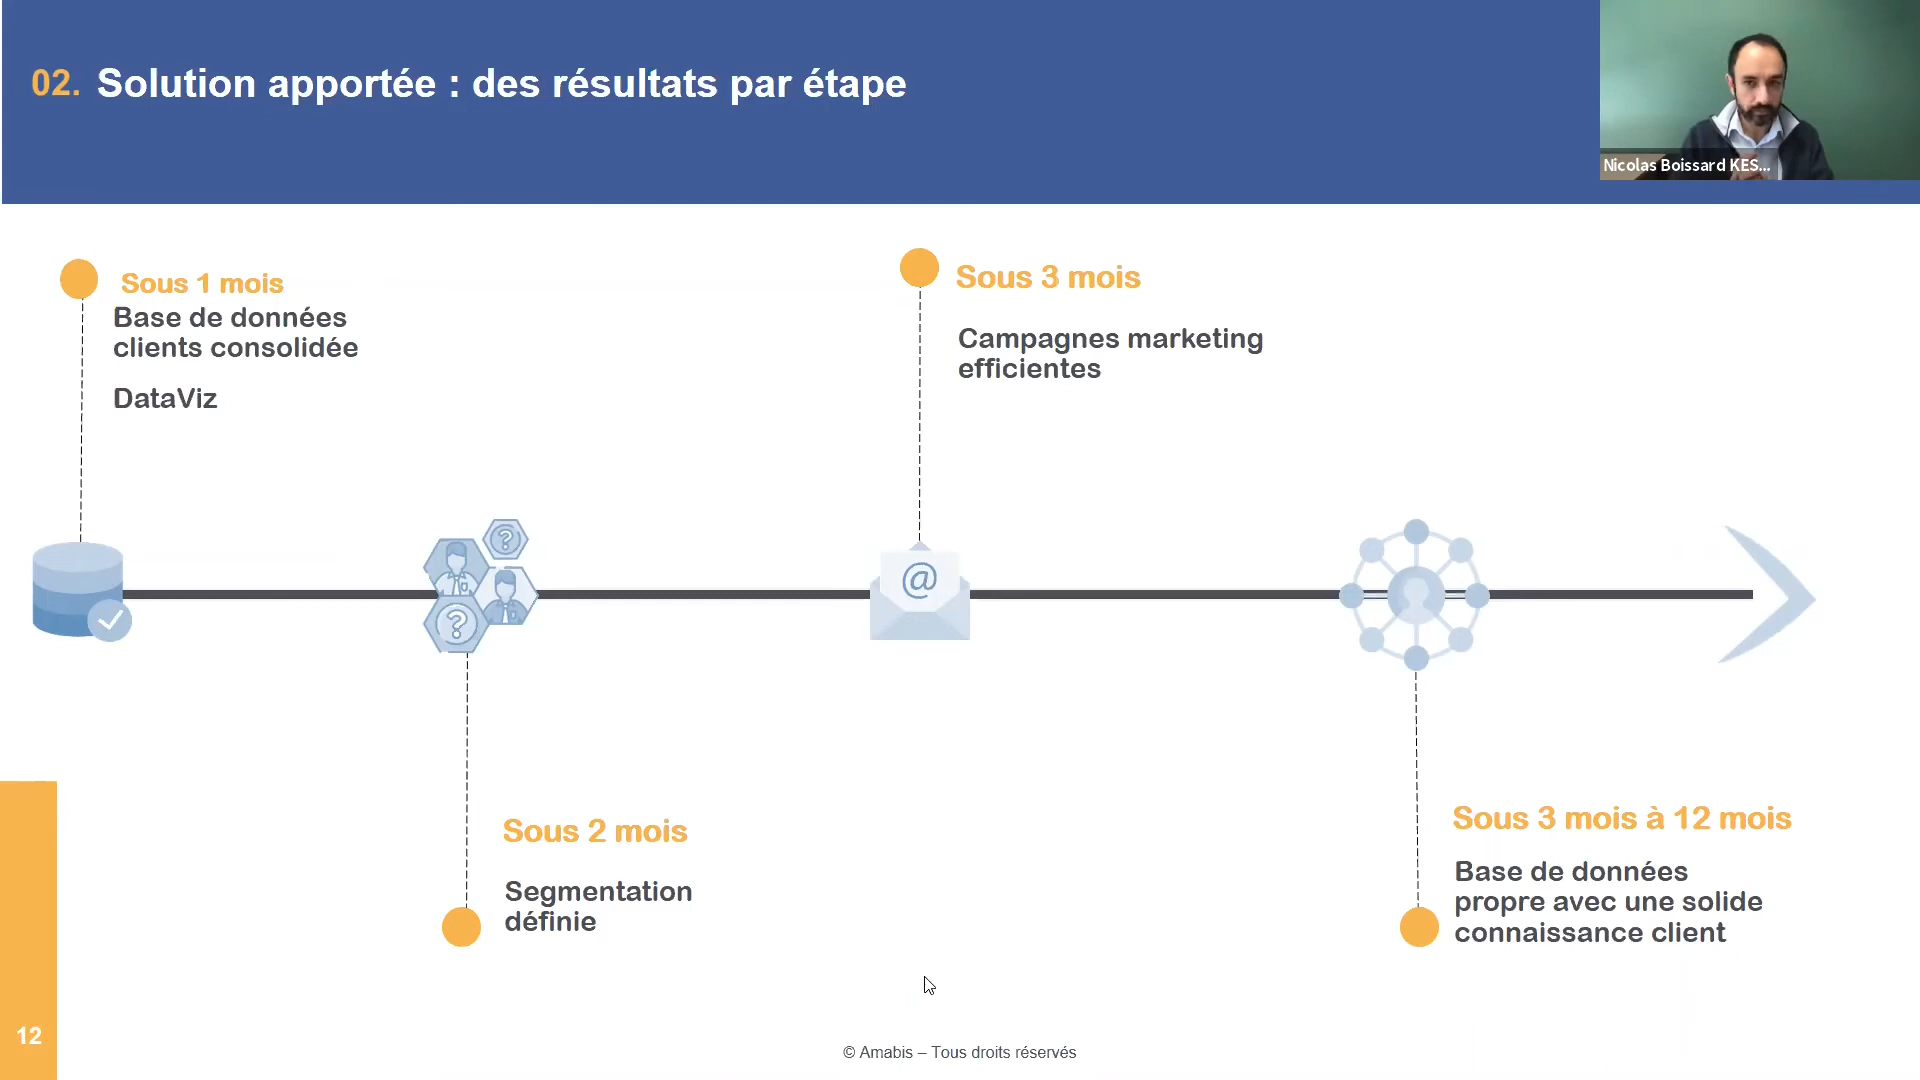 02. Solution apportée : des résultats par étape
Nicolas Boissard KES...
Sous 1 mois
Base de données
clients consolidée
DataViz
Sous 3 mois
Campagnes marketing
efficientes
?
@
?
Sous 2 mois
Segmentation
définie
Sous 3 mois à 12 mois
Base de données
propre avec une solide
connaissance client
12
© Amabis – Tous droits réservés